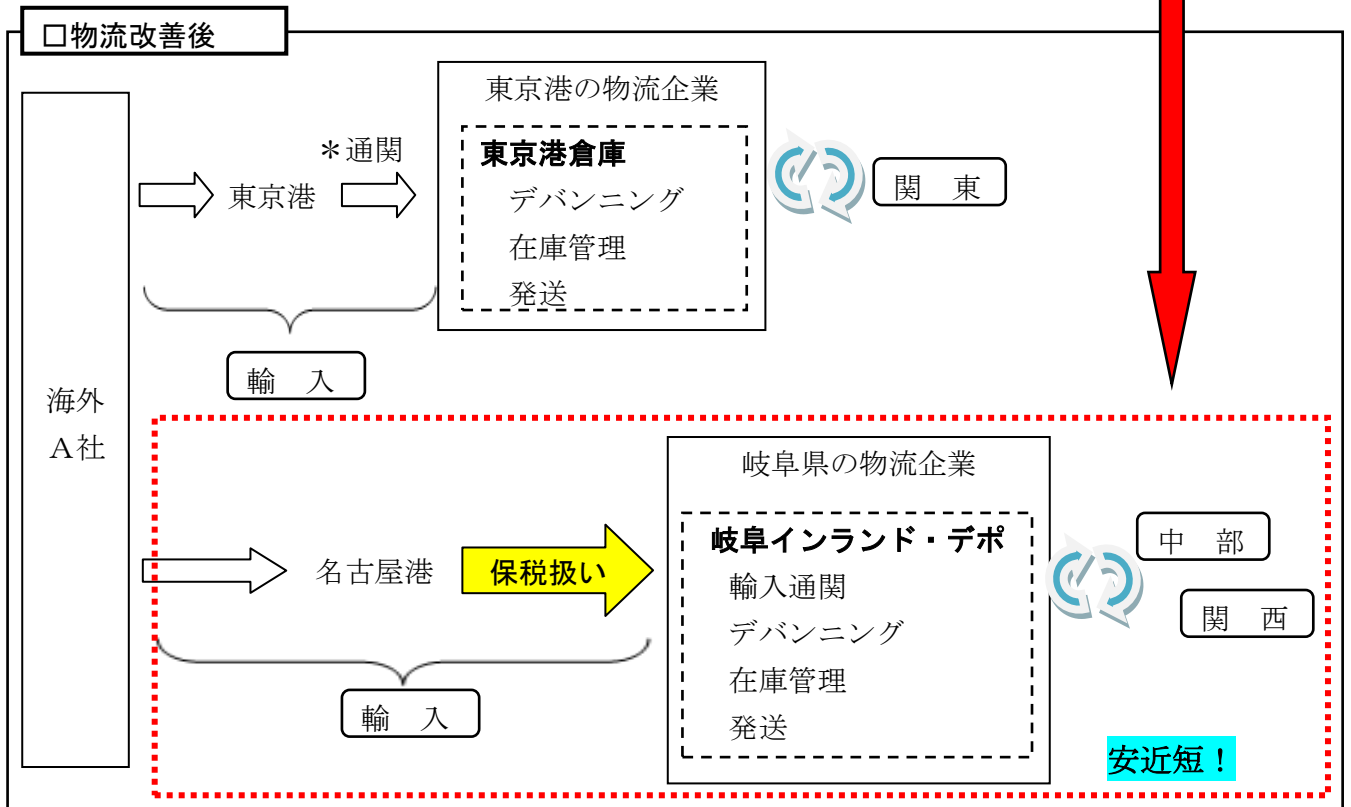 □物流改善後
海外
A社
東京港
＊通関
東京港の物流企業
東京港倉庫
デバンニング
在庫管理
発送
関　東
輸　入
名古屋港
保税扱い
岐阜県の物流企業
岐阜インランド・デポ
輸入通関
デバンニング
在庫管理
発送
中　部
関　西
輸　入
安近短！